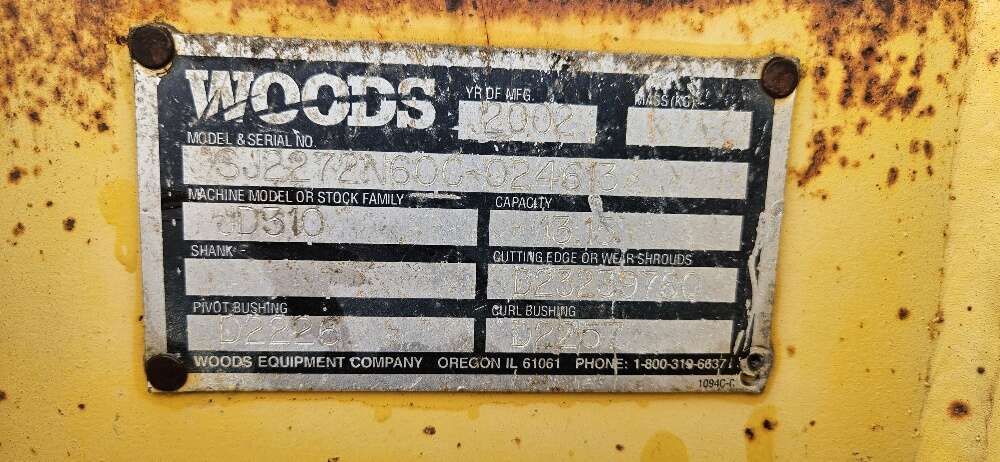 WOODS
YR OF MFG. 2002 MASS (KG)
MODEL & SERIAL NO.
MACHINE MODEL OR STOCK FAMILY CAPACITY
JD310
SHANK CUTTING EDGE OR WEAR SHROUDS
PIVOT BUSHING CURL BUSHING
D2226 D2257
WOODS EQUIPMENT COMPANY OREGON IL 61061 PHONE: 1-800-319-6637
1094C-C